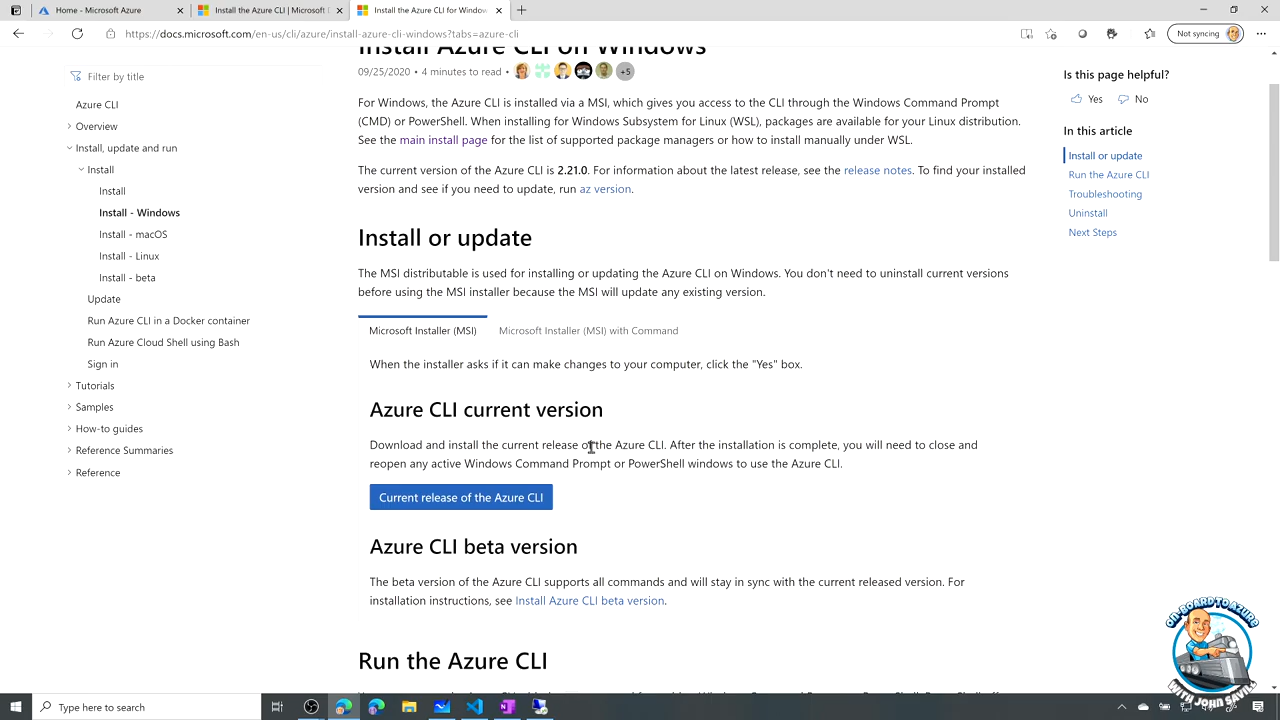 Home - Microsoft Azure
Install the Azure CLI | Microsoft D
Install the Azure CLI for Window
https://docs.microsoft.com/en-us/cli/azure/install-azure-cli-windows?tabs=azure-cli
Not syncing
Filter by title
Azure CLI
Overview
Install, update and run
Install
Install
Install - Windows
Install - macOS
Install - Linux
Install - beta
Update
Run Azure CLI in a Docker container
Run Azure Cloud Shell using Bash
Sign in
Tutorials
Samples
How-to guides
Reference Summaries
Reference
Install Azure CLI on Windows
09/25/2020 • 4 minutes to read • +5
For Windows, the Azure CLI is installed via a MSI, which gives you access to the CLI through the Windows Command Prompt
(CMD) or PowerShell. When installing for Windows Subsystem for Linux (WSL), packages are available for your Linux distribution.
See the main install page for the list of supported package managers or how to install manually under WSL.
The current version of the Azure CLI is 2.21.0. For information about the latest release, see the release notes. To find your installed
version and see if you need to update, run az version.
Install or update
The MSI distributable is used for installing or updating the Azure CLI on Windows. You don't need to uninstall current versions
before using the MSI installer because the MSI will update any existing version.
Microsoft Installer (MSI)
Microsoft Installer (MSI) with Command
When the installer asks if it can make changes to your computer, click the "Yes" box.
Azure CLI current version
Download and install the current release of the Azure CLI. After the installation is complete, you will need to close and
reopen any active Windows Command Prompt or PowerShell windows to use the Azure CLI.
Current release of the Azure CLI
Azure CLI beta version
The beta version of the Azure CLI supports all commands and will stay in sync with the current released version. For
installation instructions, see Install Azure CLI beta version.
Run the Azure CLI
Is this page helpful?
Yes No
In this article
Install or update
Run the Azure CLI
Troubleshooting
Uninstall
Next Steps
ON-BOARD TO AZURE
WITH JOHN SAVILL
Type here to search